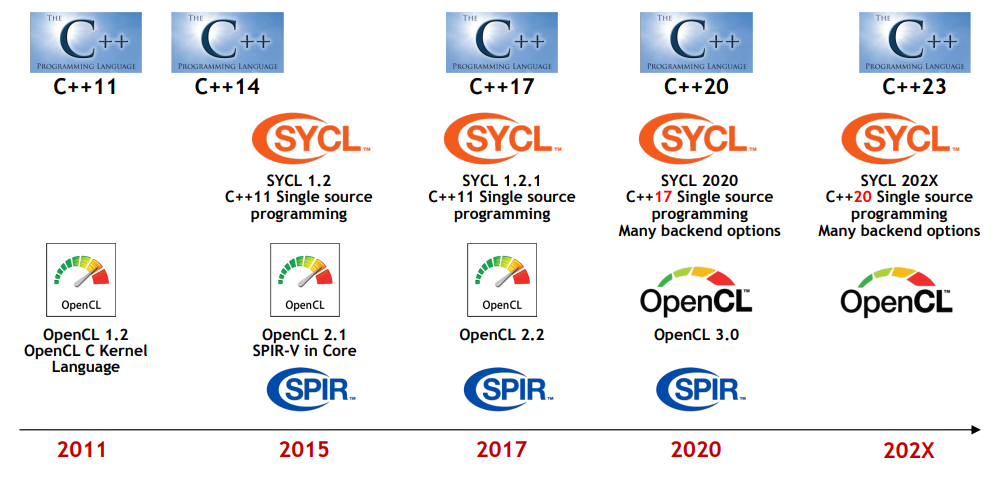 THE
C++
PROGRAMMING LANGUAGE
C++11
THE
C++
PROGRAMMING LANGUAGE
C++14
THE
C++
PROGRAMMING LANGUAGE
C++17
THE
C++
PROGRAMMING LANGUAGE
C++20
THE
C++
PROGRAMMING LANGUAGE
C++23
SYCL™
SYCL 1.2
C++11 Single source
programming
SYCL™
SYCL 1.2.1
C++11 Single source
programming
SYCL™
SYCL 2020
C++17 Single source
programming
Many backend options
SYCL™
SYCL 202X
C++20 Single source
programming
Many backend options
OpenCL
OpenCL 1.2
OpenCL C Kernel
Language
OpenCL
OpenCL 2.1
SPIR-V in Core
OpenCL
OpenCL 2.2
OpenCL™
OpenCL 3.0
OpenCL™
SPIR™
SPIR™
SPIR™
2011
2015
2017
2020
202X